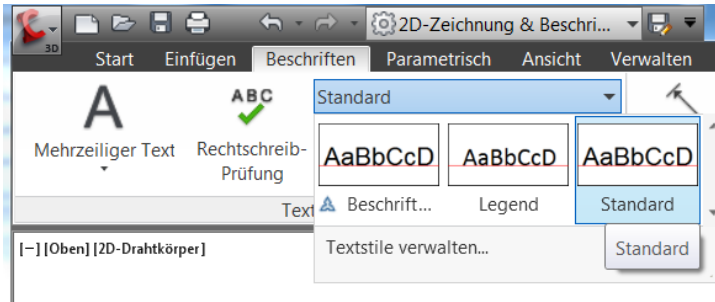 2D-Zeichnung & Beschri...
3D
Start Einfügen Beschriften Parametrisch Ansicht Verwalten
A
ABC
Standard
Mehrzeiliger Text
Rechtschreib-
Prüfung
AaBbCcD AaBbCcD AaBbCcD
Beschrift... Legend Standard
Text
Textstile verwalten...
Standard
[−] [Oben] [2D-Drahtkörper]